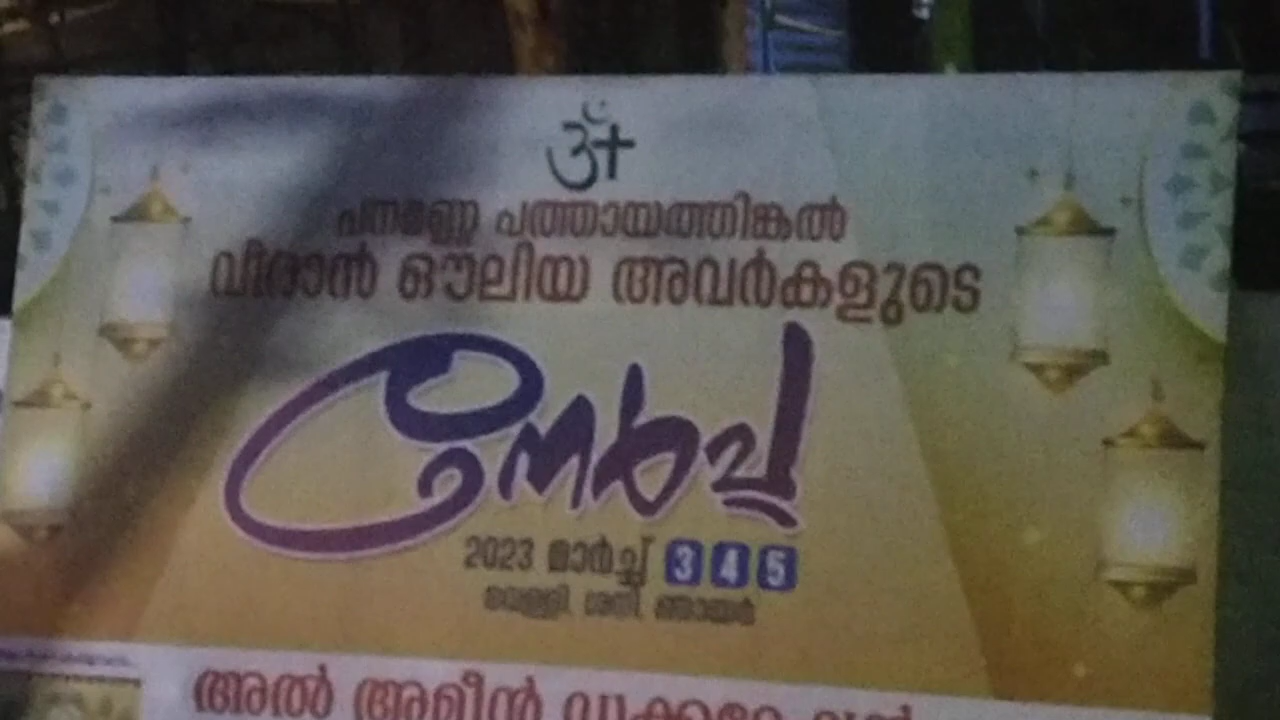 പനമണ്ണ പത്തായത്തിങ്കൽ
വീരാൻ ഔലിയ അവർകളുടെ
നേർച്ച
2023 മാർച്ച് 3 4 5
വെള്ളി ശനി ഞായർ
അൽ അമീൻ